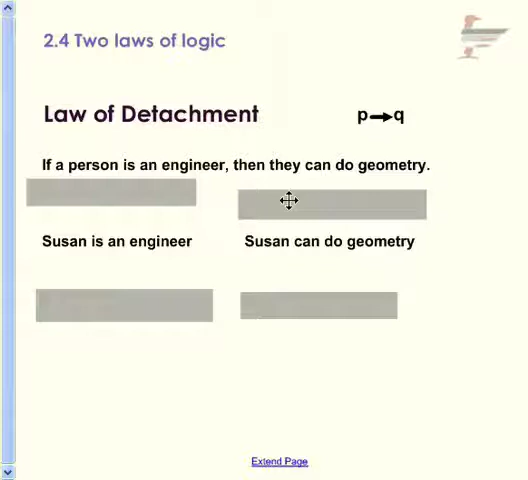 2.4 Two laws of logic
Law of Detachment p→q
If a person is an engineer, then they can do geometry.
Susan is an engineer Susan can do geometry
Extend Page